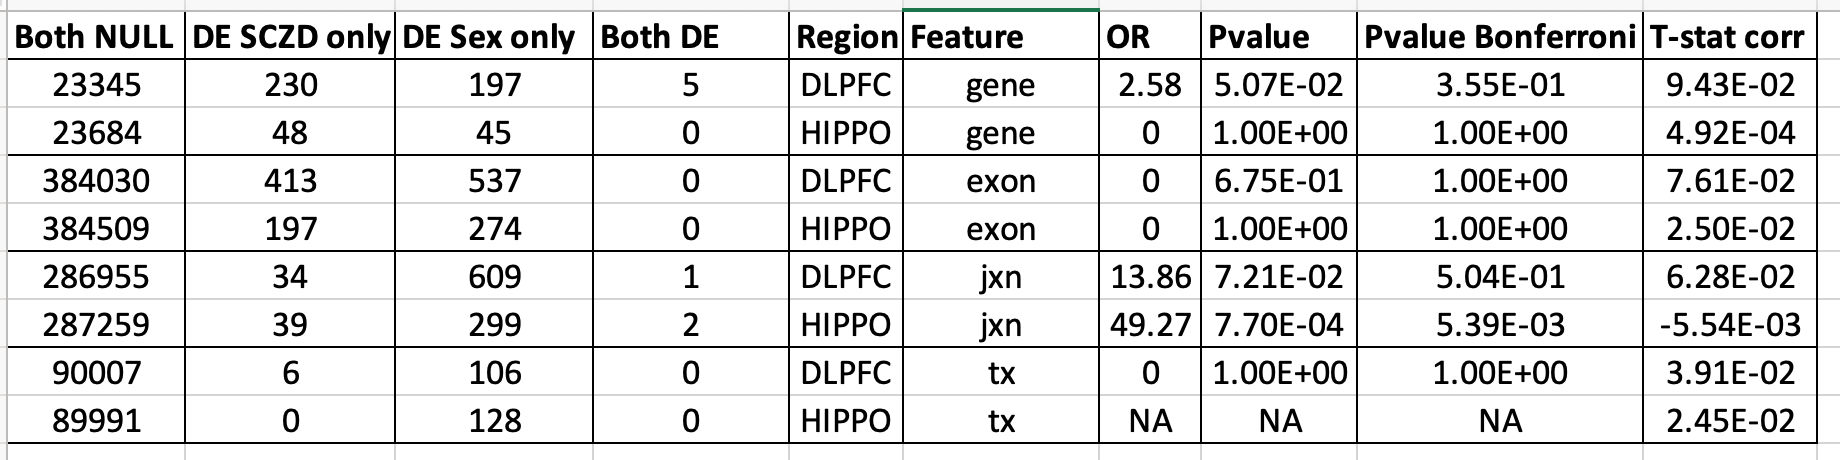 Both NULL DE SCZD only DE Sex only Both DE Region Feature OR Pvalue Pvalue Bonferroni T-stat corr
23345 230 197 5 DLPFC gene 2.58 5.07E-02 3.55E-01 9.43E-02
23684 48 45 0 HIPPO gene 0 1.00E+00 1.00E+00 4.92E-04
384030 413 537 0 DLPFC exon 0 6.75E-01 1.00E+00 7.61E-02
384509 197 274 0 HIPPO exon 0 1.00E+00 1.00E+00 2.50E-02
286955 34 609 1 DLPFC jxn 13.86 7.21E-02 5.04E-01 6.28E-02
287259 39 299 2 HIPPO jxn 49.27 7.70E-04 5.39E-03 -5.54E-03
90007 6 106 0 DLPFC tx 0 1.00E+00 1.00E+00 3.91E-02
89991 0 128 0 HIPPO tx NA NA NA 2.45E-02